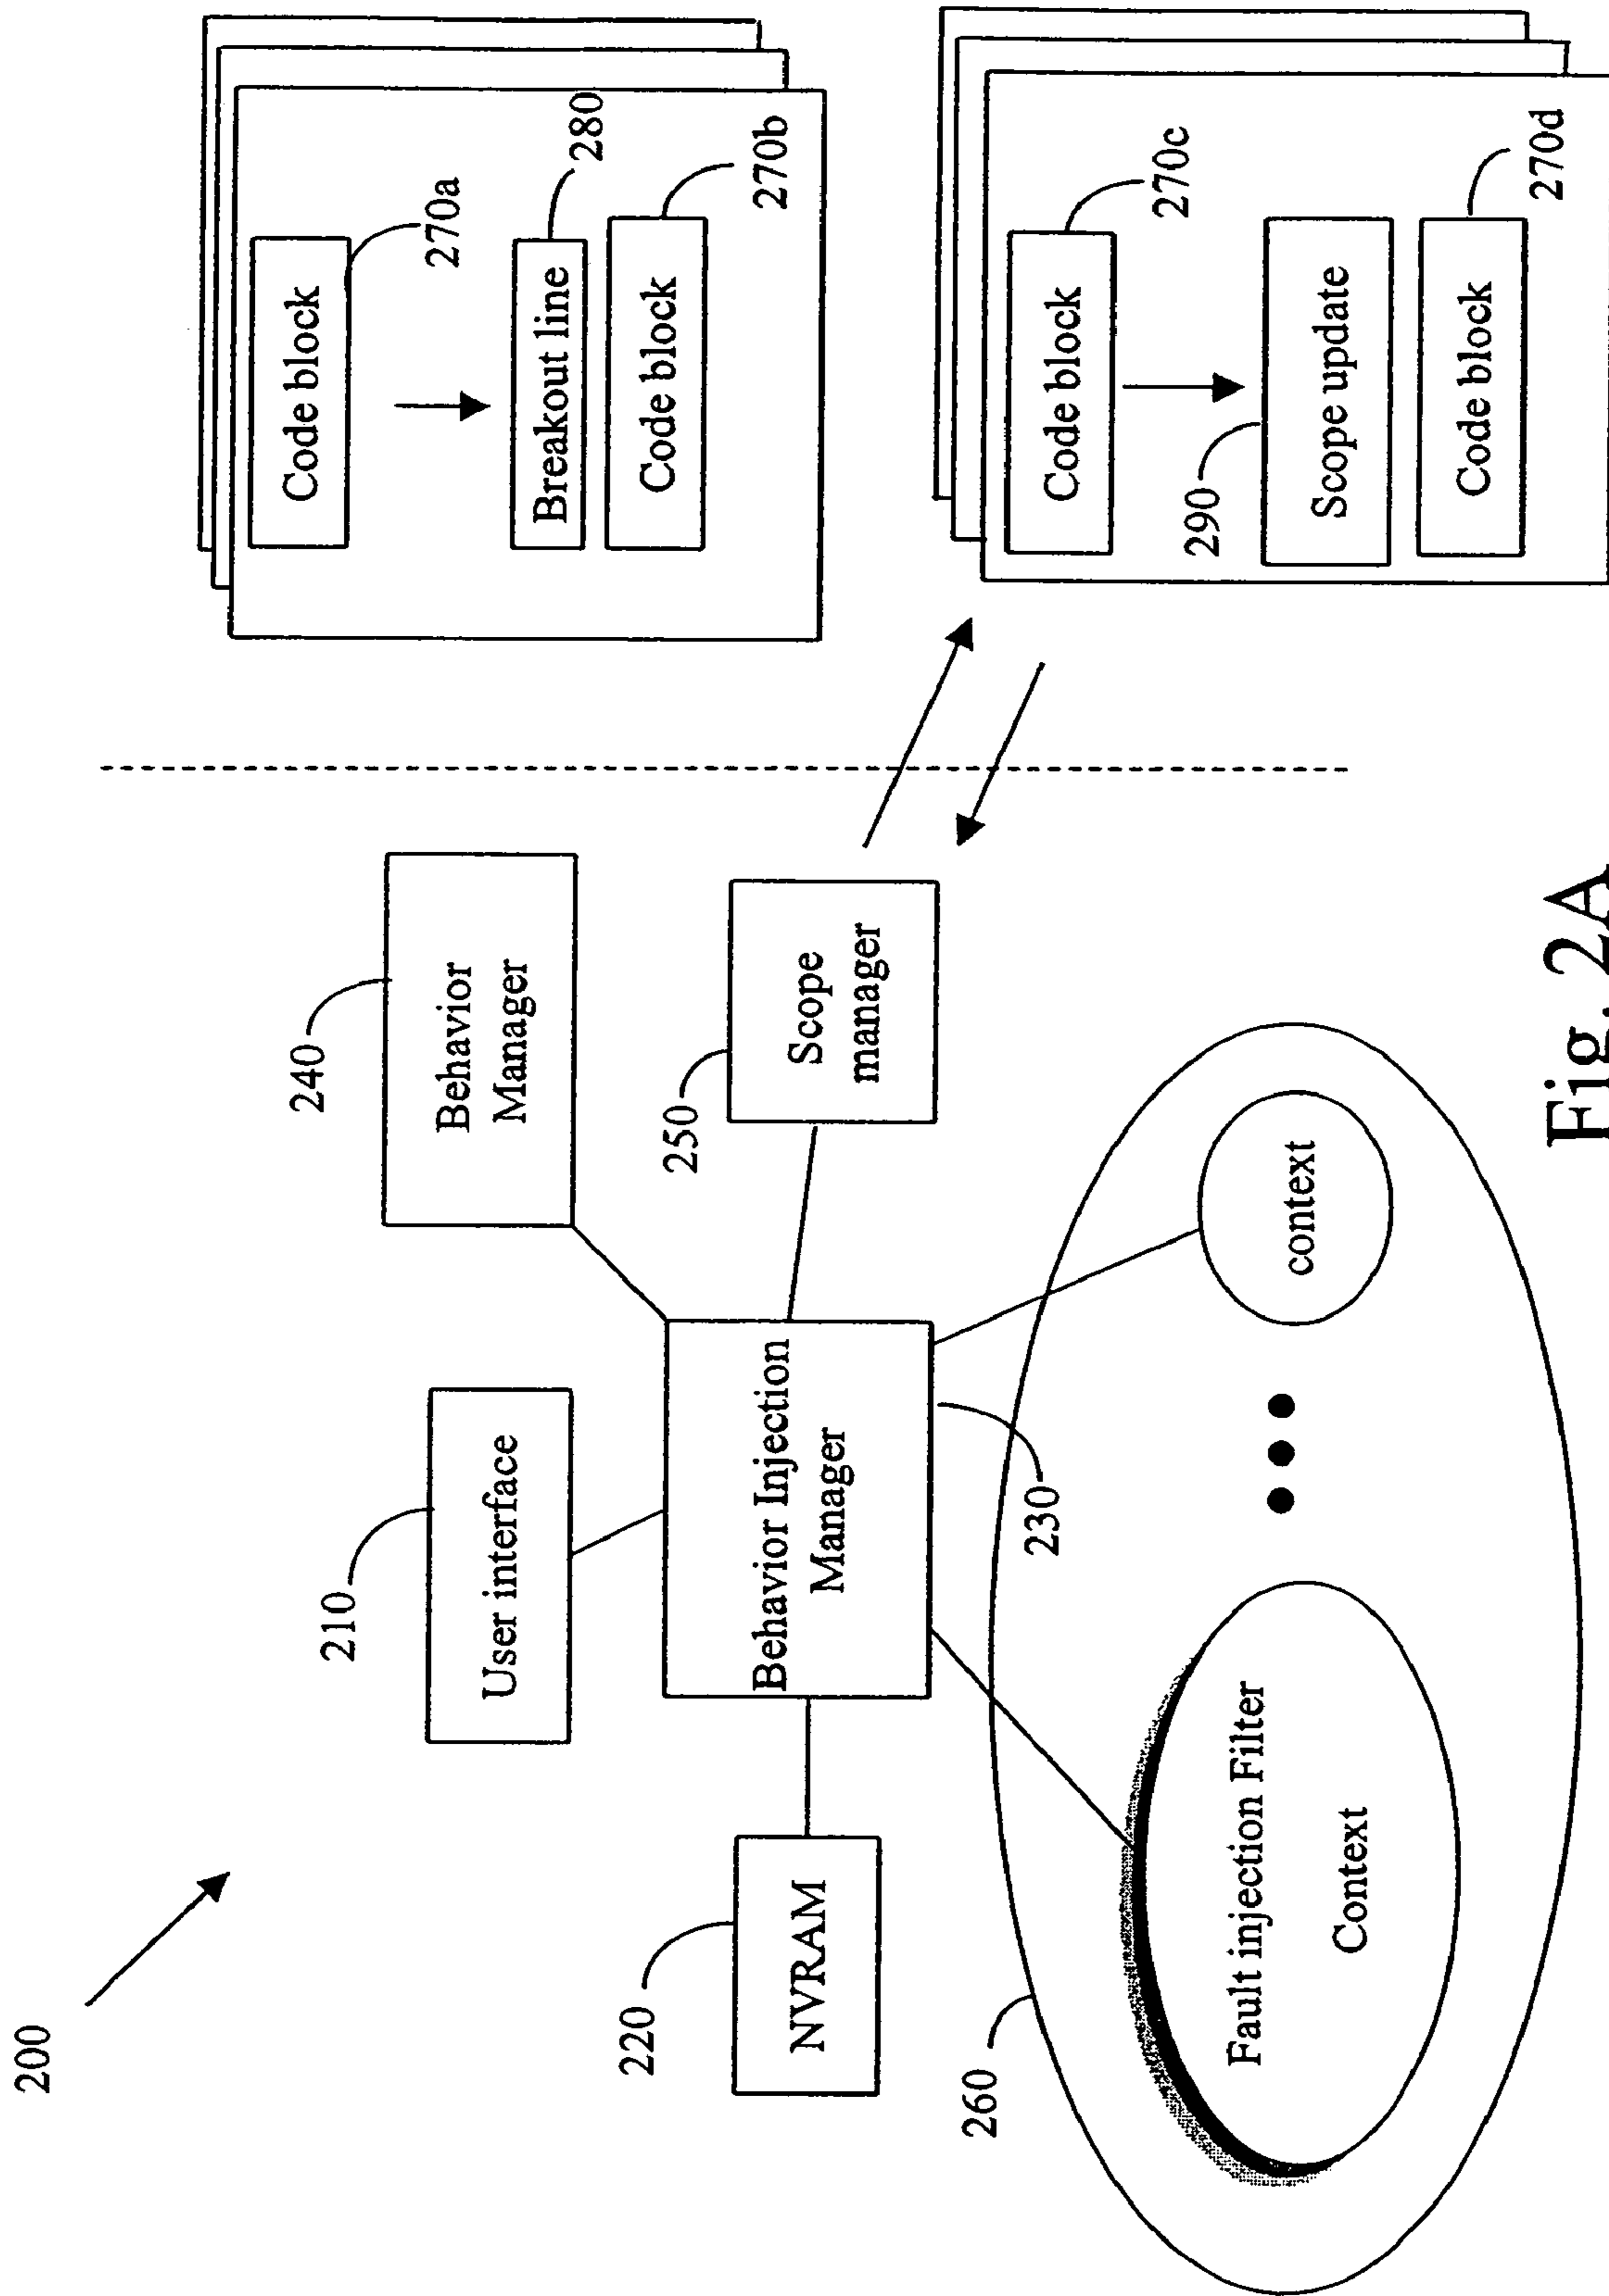 200
210
User interface
240
Behavior
Manager
220
NVRAM
Behavior Injection
Manager
230
250
Scope
manager
260
Fault injection Filter
Context
context
Code block
270a
Breakout line
280
Code block
270b
Code block
270c
290
Scope update
Code block
270d
Fig. 2A